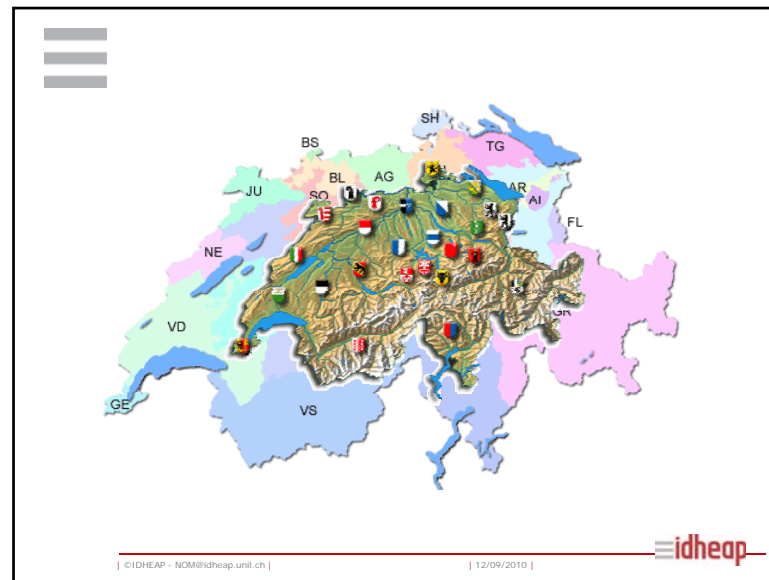 SH
BS
TG
BL
AG
AR
JU
SO
AI
FL
NE
GR
VD
GE
VS
idheap
| ©IDHEAP - NOM@idheap.unil.ch |
| 12/09/2010 |